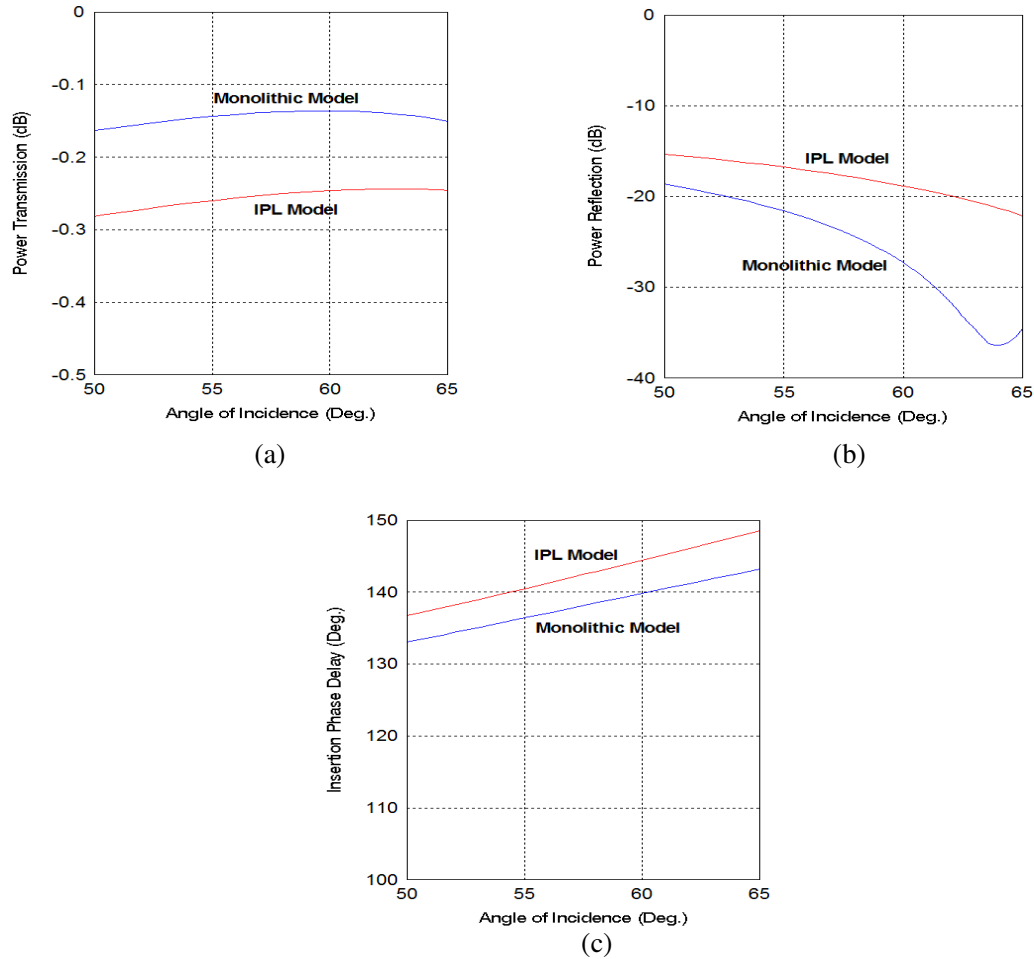 0
-0.1
-0.2
-0.3
-0.4
-0.5
Power Transmission (dB)
Monolithic Model
IPL Model
50
55
60
65
Angle of Incidence (Deg.)
(a)
0
-10
-20
-30
-40
Power Reflection (dB)
IPL Model
Monolithic Model
50
55
60
65
Angle of Incidence (Deg.)
(b)
150
140
130
120
110
100
Insertion Phase Delay (Deg.)
IPL Model
Monolithic Model
50
55
60
65
Angle of Incidence (Deg.)
(c)